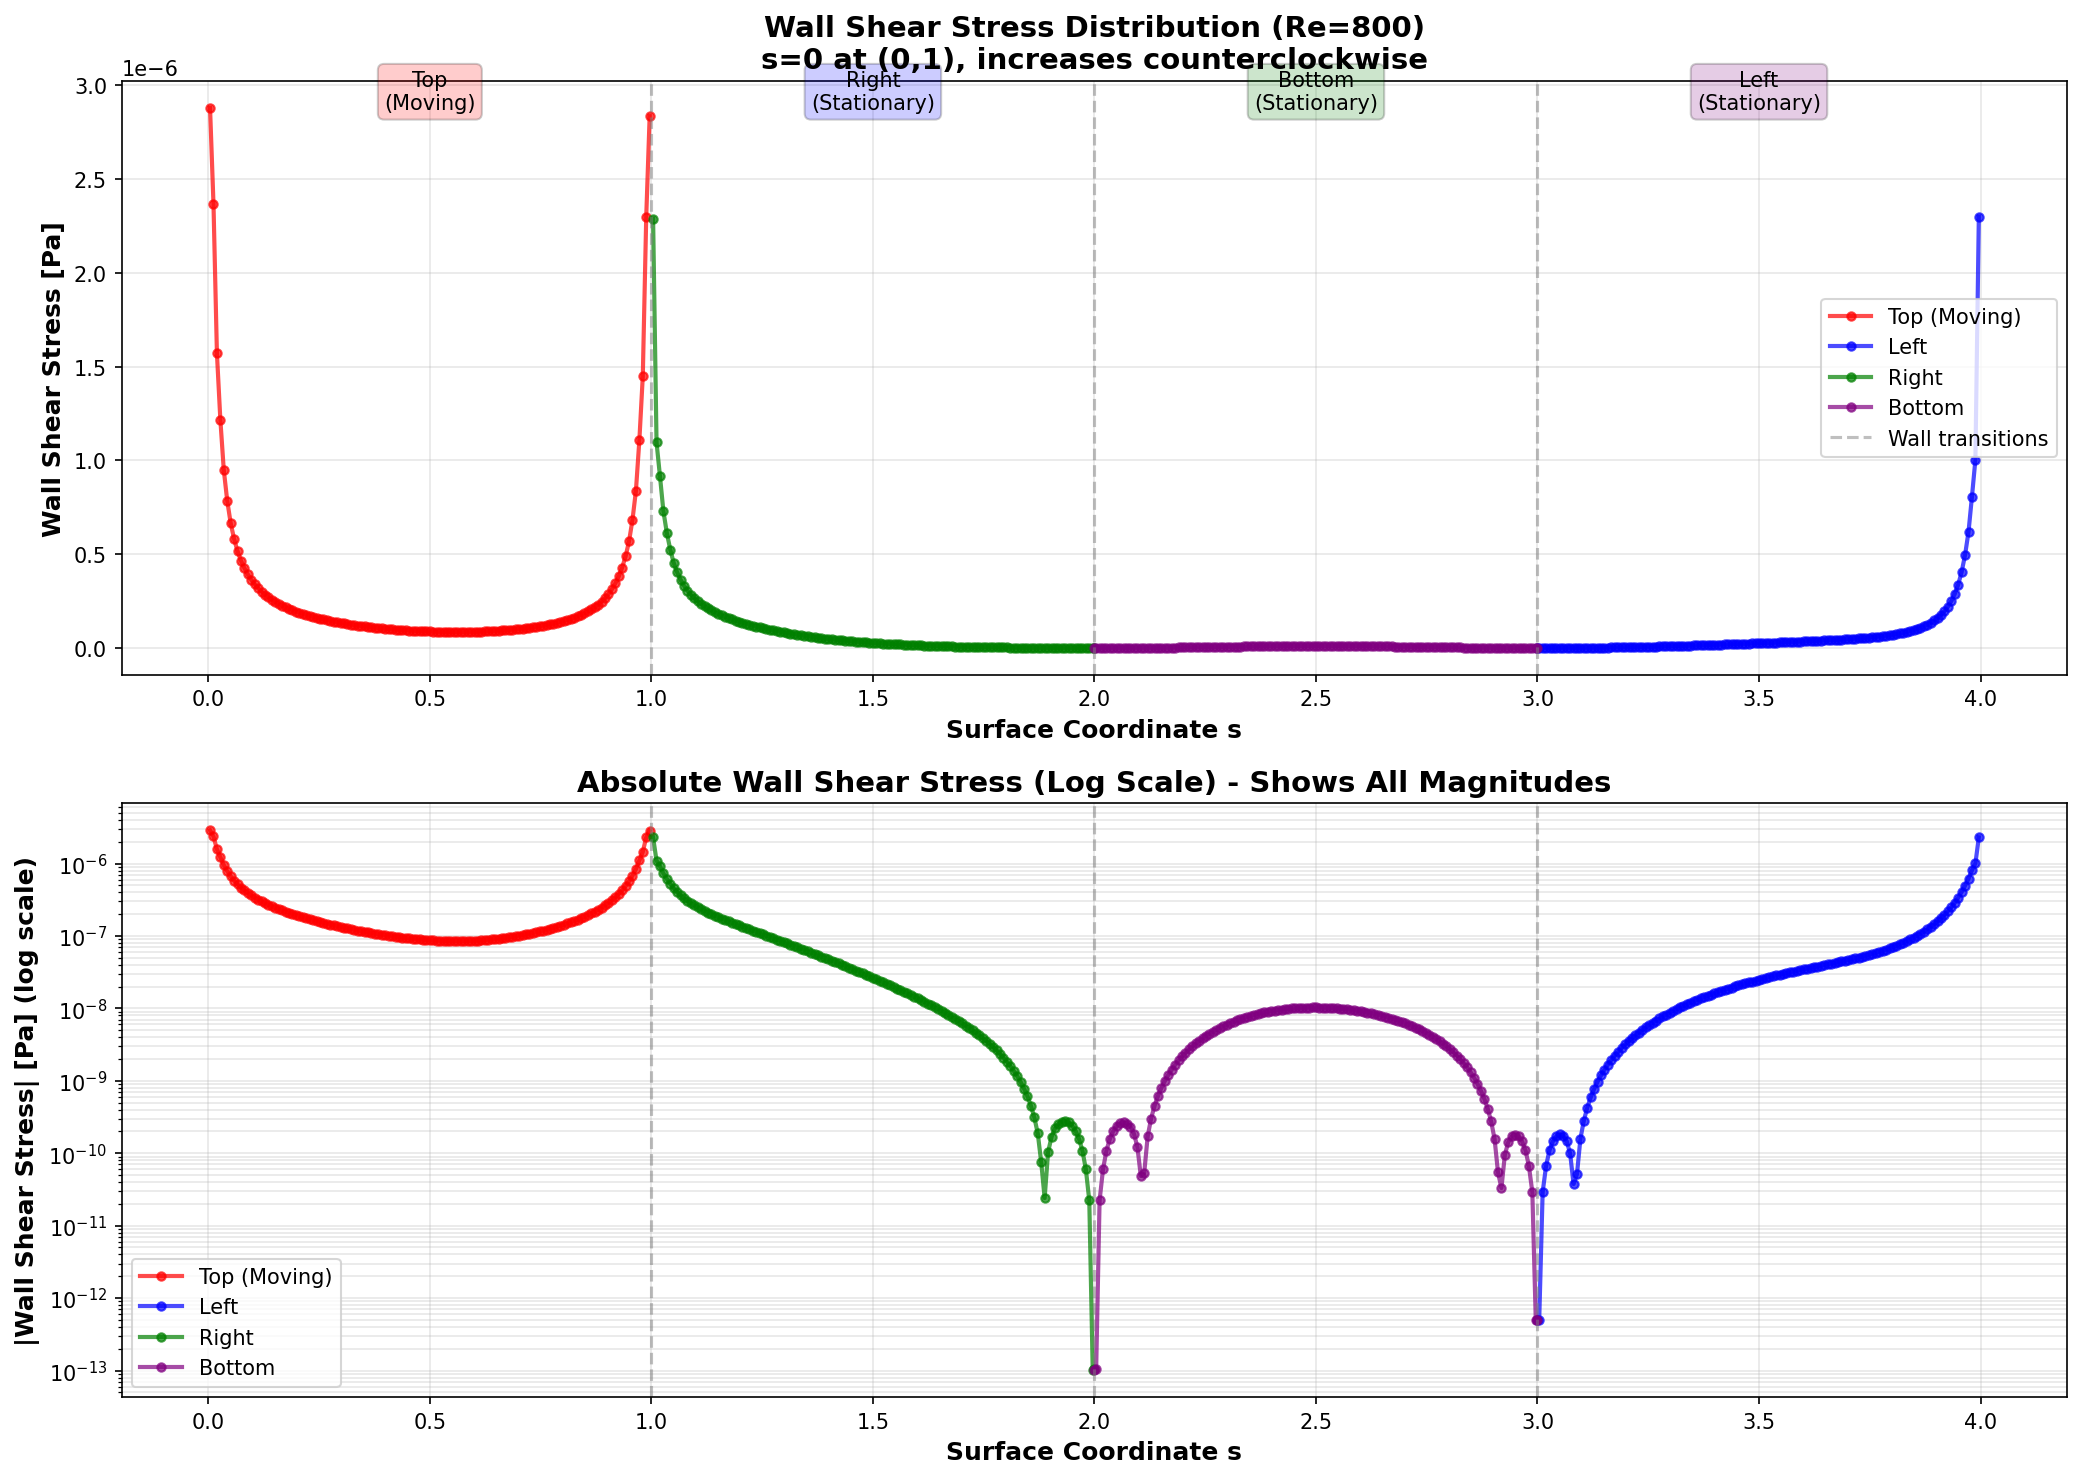 Wall Shear Stress Distribution (Re=800)
s=0 at (0,1), increases counterclockwise
1e−6
Top
(Moving)
Right
(Stationary)
Bottom
(Stationary)
Left
(Stationary)
Wall Shear Stress [Pa]
3.0
2.5
2.0
1.5
1.0
0.5
0.0
Top (Moving)
Left
Right
Bottom
Wall transitions
0.0 0.5 1.0 1.5 2.0 2.5 3.0 3.5 4.0
Surface Coordinate s
Absolute Wall Shear Stress (Log Scale) - Shows All Magnitudes
|Wall Shear Stress| [Pa] (log scale)
10⁻⁶
10⁻⁷
10⁻⁸
10⁻⁹
10⁻¹⁰
10⁻¹¹
10⁻¹²
10⁻¹³
Top (Moving)
Left
Right
Bottom
0.0 0.5 1.0 1.5 2.0 2.5 3.0 3.5 4.0
Surface Coordinate s